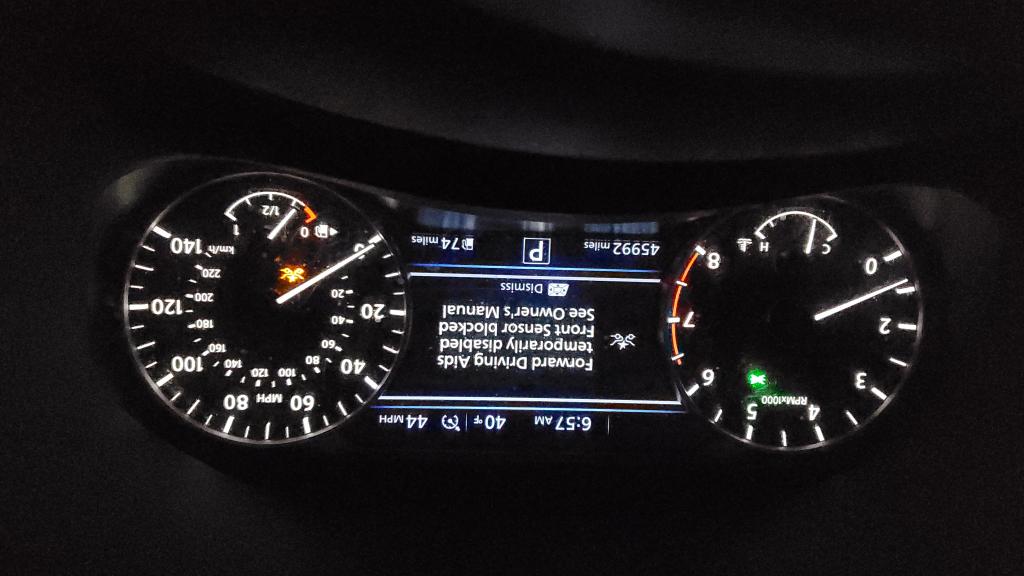 6:57 AM 40 °F 44 MPH
Forward Driving Aids
temporarily disabled
Front Sensor blocked
See Owner's Manual
OK Dismiss
45992 miles P 74 miles
RPMx1000
0
2
3
4
5
6
7
8
C H
MPH
0
20
40
60
80
100
120
140
km/h
20
40
60
80
100
120
140
160
180
200
220
0 1/2 1